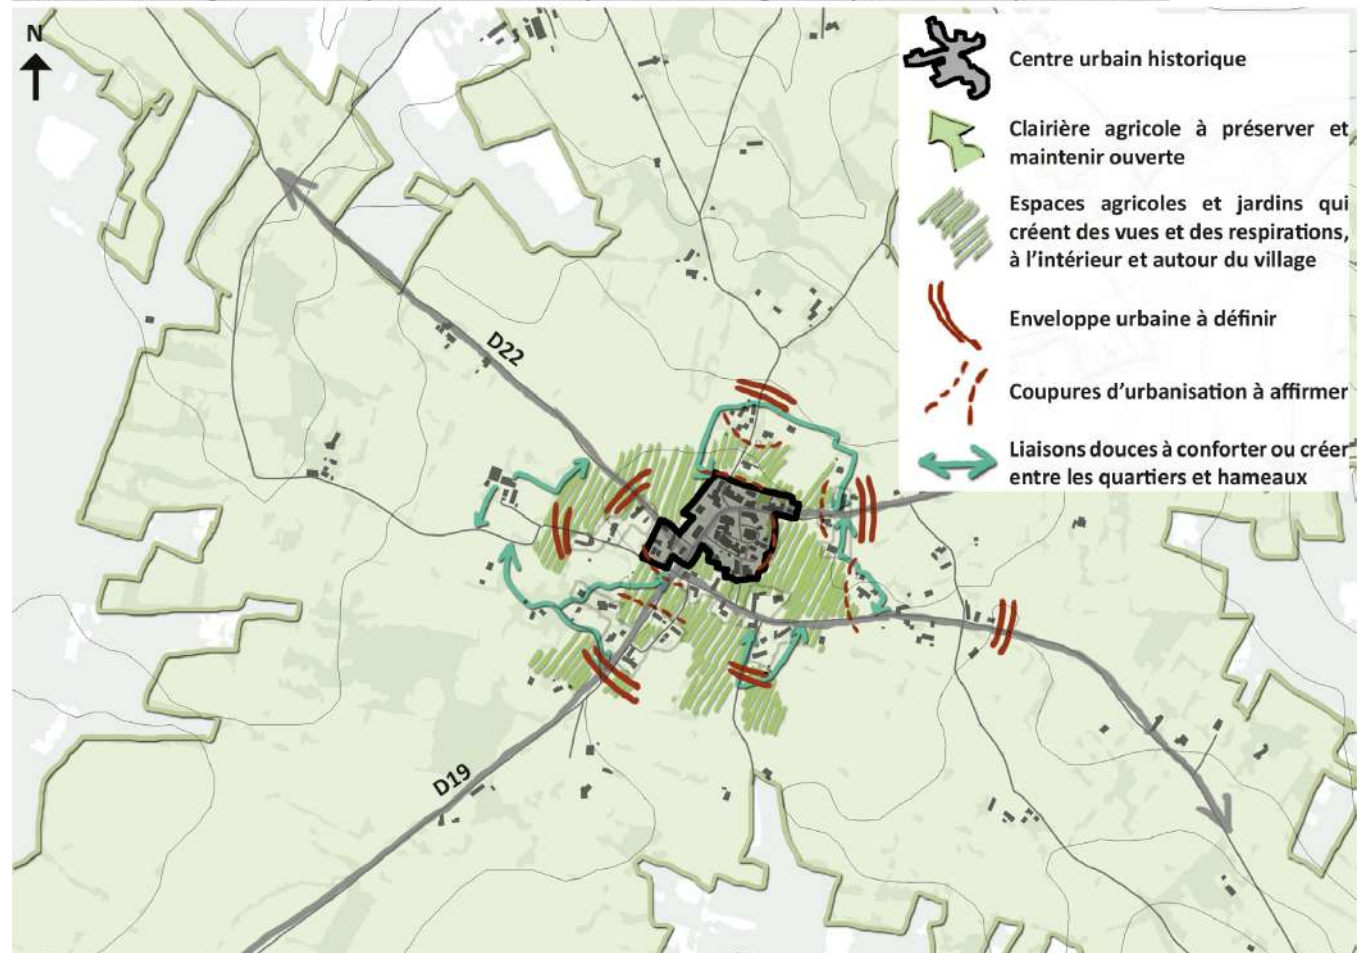 N
Centre urbain historique
Clairière agricole à préserver et
maintenir ouverte
Espaces agricoles et jardins qui
créent des vues et des respirations,
à l'intérieur et autour du village
Enveloppe urbaine à définir
Coupures d'urbanisation à affirmer
Liaisons douces à conforter ou créer
entre les quartiers et hameaux
D22
D19